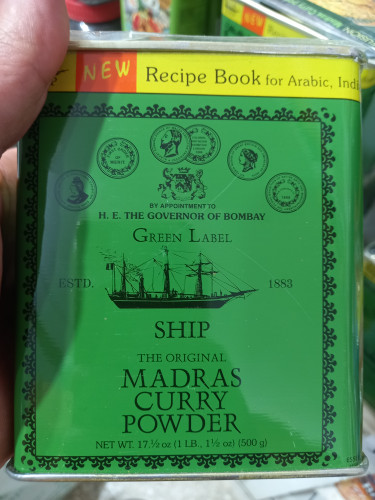 NEW Recipe Book for Arabic, Indi
BY APPOINTMENT TO
H. E. THE GOVERNOR OF BOMBAY
GREEN LABEL
ESTD. 1883
SHIP
THE ORIGINAL
MADRAS
CURRY
POWDER
NET WT. 17.½ oz (1 LB., 1½ oz) (500 g)